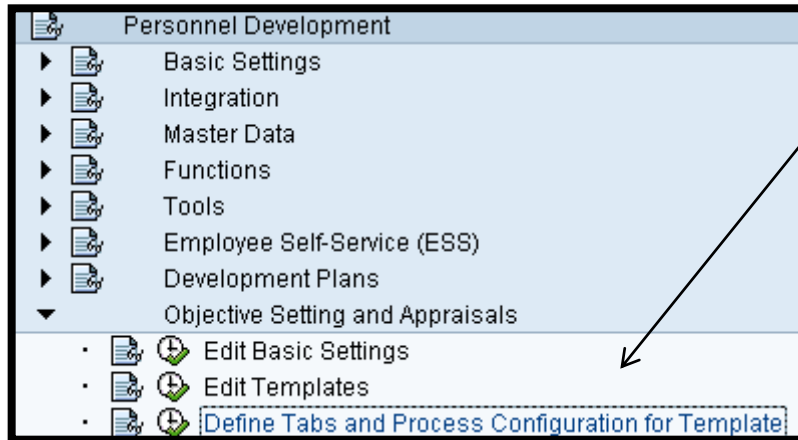 Personnel Development
Basic Settings
Integration
Master Data
Functions
Tools
Employee Self-Service (ESS)
Development Plans
Objective Setting and Appraisals
Edit Basic Settings
Edit Templates
Define Tabs and Process Configuration for Template